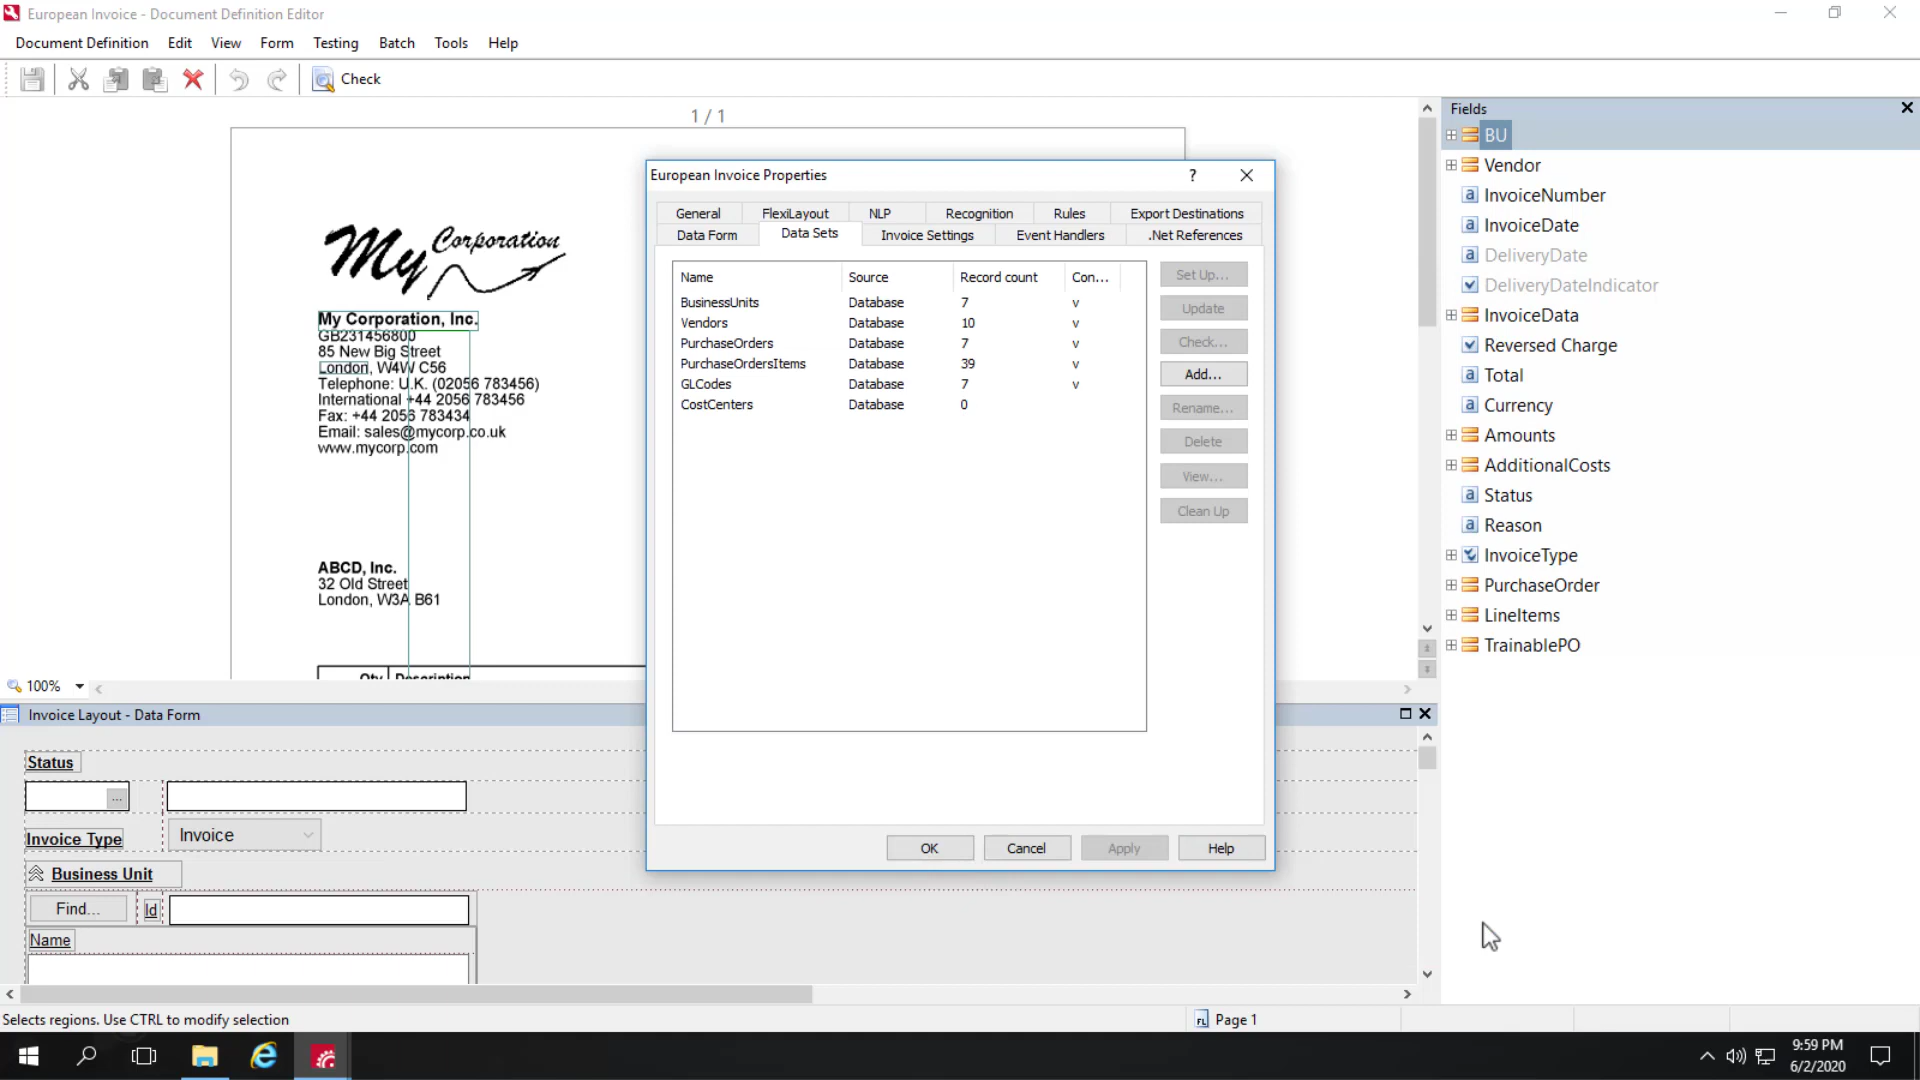 European Invoice - Document Definition Editor
Document Definition Edit View Form Testing Batch Tools Help
Check
1 / 1
My Corporation
My Corporation, Inc.
GB231456800
85 New Big Street
London, W4W C56
Telephone: U.K. (02056 783456)
International +44 2056 783456
Fax: +44 2056 783434
Email: sales@mycorp.co.uk
www.mycorp.com
ABCD, Inc.
32 Old Street
London, W3A B61
Qty Description
100%
European Invoice Properties
?
General FlexiLayout NLP Recognition Rules Export Destinations
Data Form Data Sets Invoice Settings Event Handlers .Net References
Name Source Record count Con...
BusinessUnits Database 7 v
Vendors Database 10 v
PurchaseOrders Database 7 v
PurchaseOrdersItems Database 39 v
GLCodes Database 7 v
CostCenters Database 0
Set Up...
Update
Check...
Add...
Rename...
Delete
View...
Clean Up
OK Cancel Apply Help
Fields
BU
Vendor
a InvoiceNumber
a InvoiceDate
a DeliveryDate
DeliveryDateIndicator
InvoiceData
Reversed Charge
a Total
a Currency
Amounts
AdditionalCosts
a Status
a Reason
InvoiceType
PurchaseOrder
LineItems
TrainablePO
Invoice Layout - Data Form
Status
...
Invoice Type Invoice
Business Unit
Find... Id
Name
Selects regions. Use CTRL to modify selection
FL Page 1
9:59 PM
6/2/2020